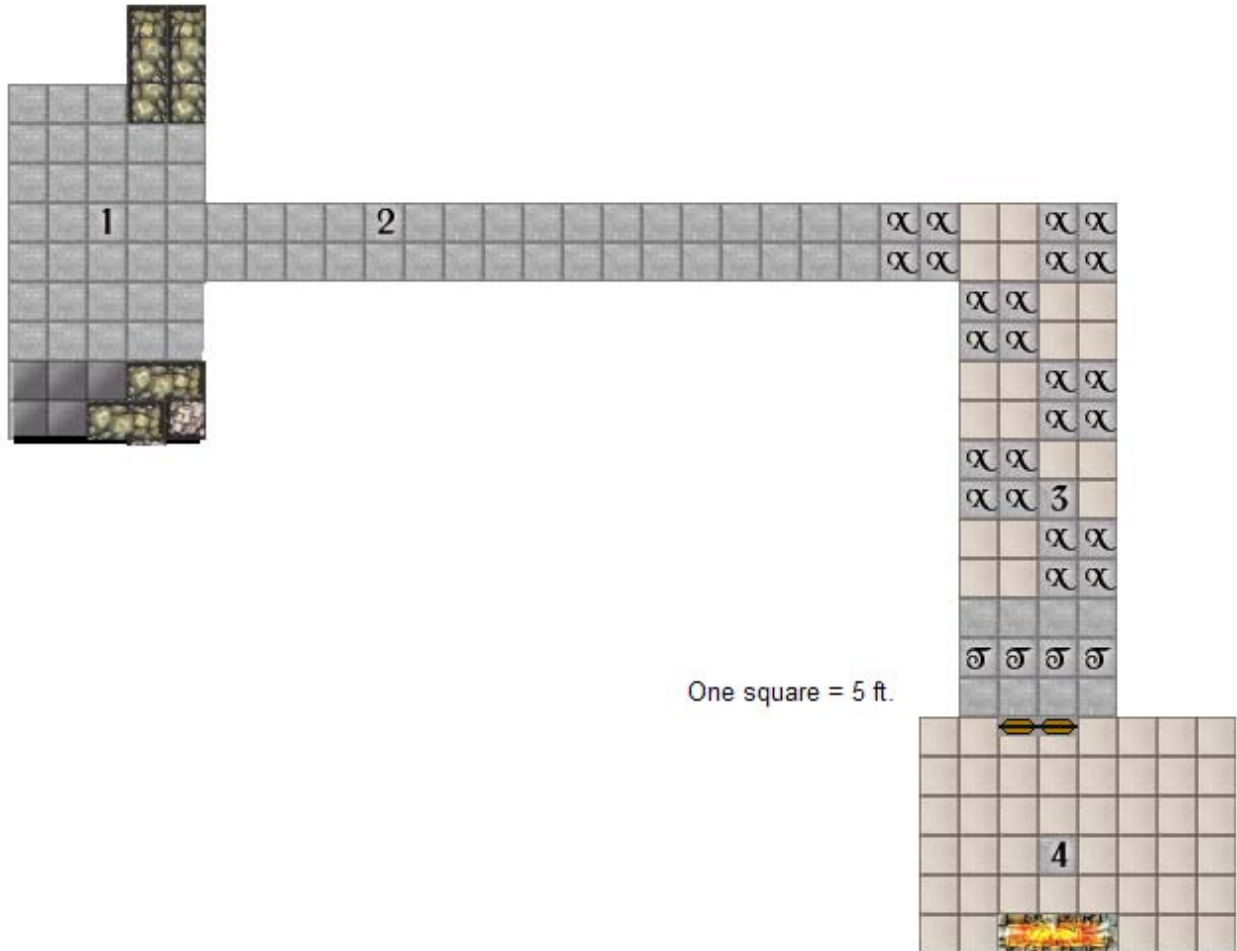 1 2 X X X X
X X X X
X X
X X
X X
X X
X X
X X 3
X X
X X
T T T T
One square = 5 ft.
4